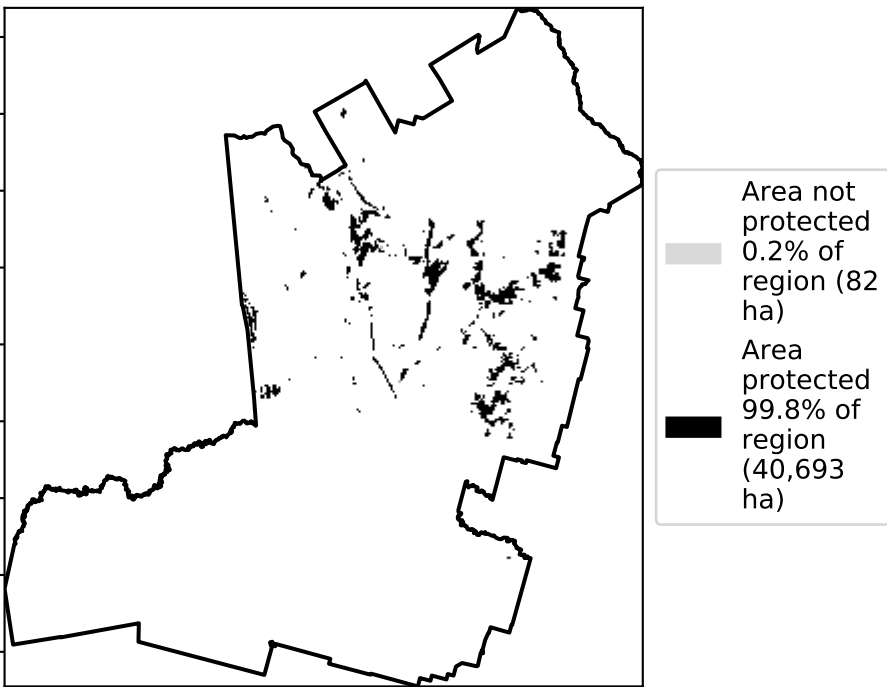 Area not
protected
0.2% of
region (82
ha)
Area
protected
99.8% of
region
(40,693
ha)